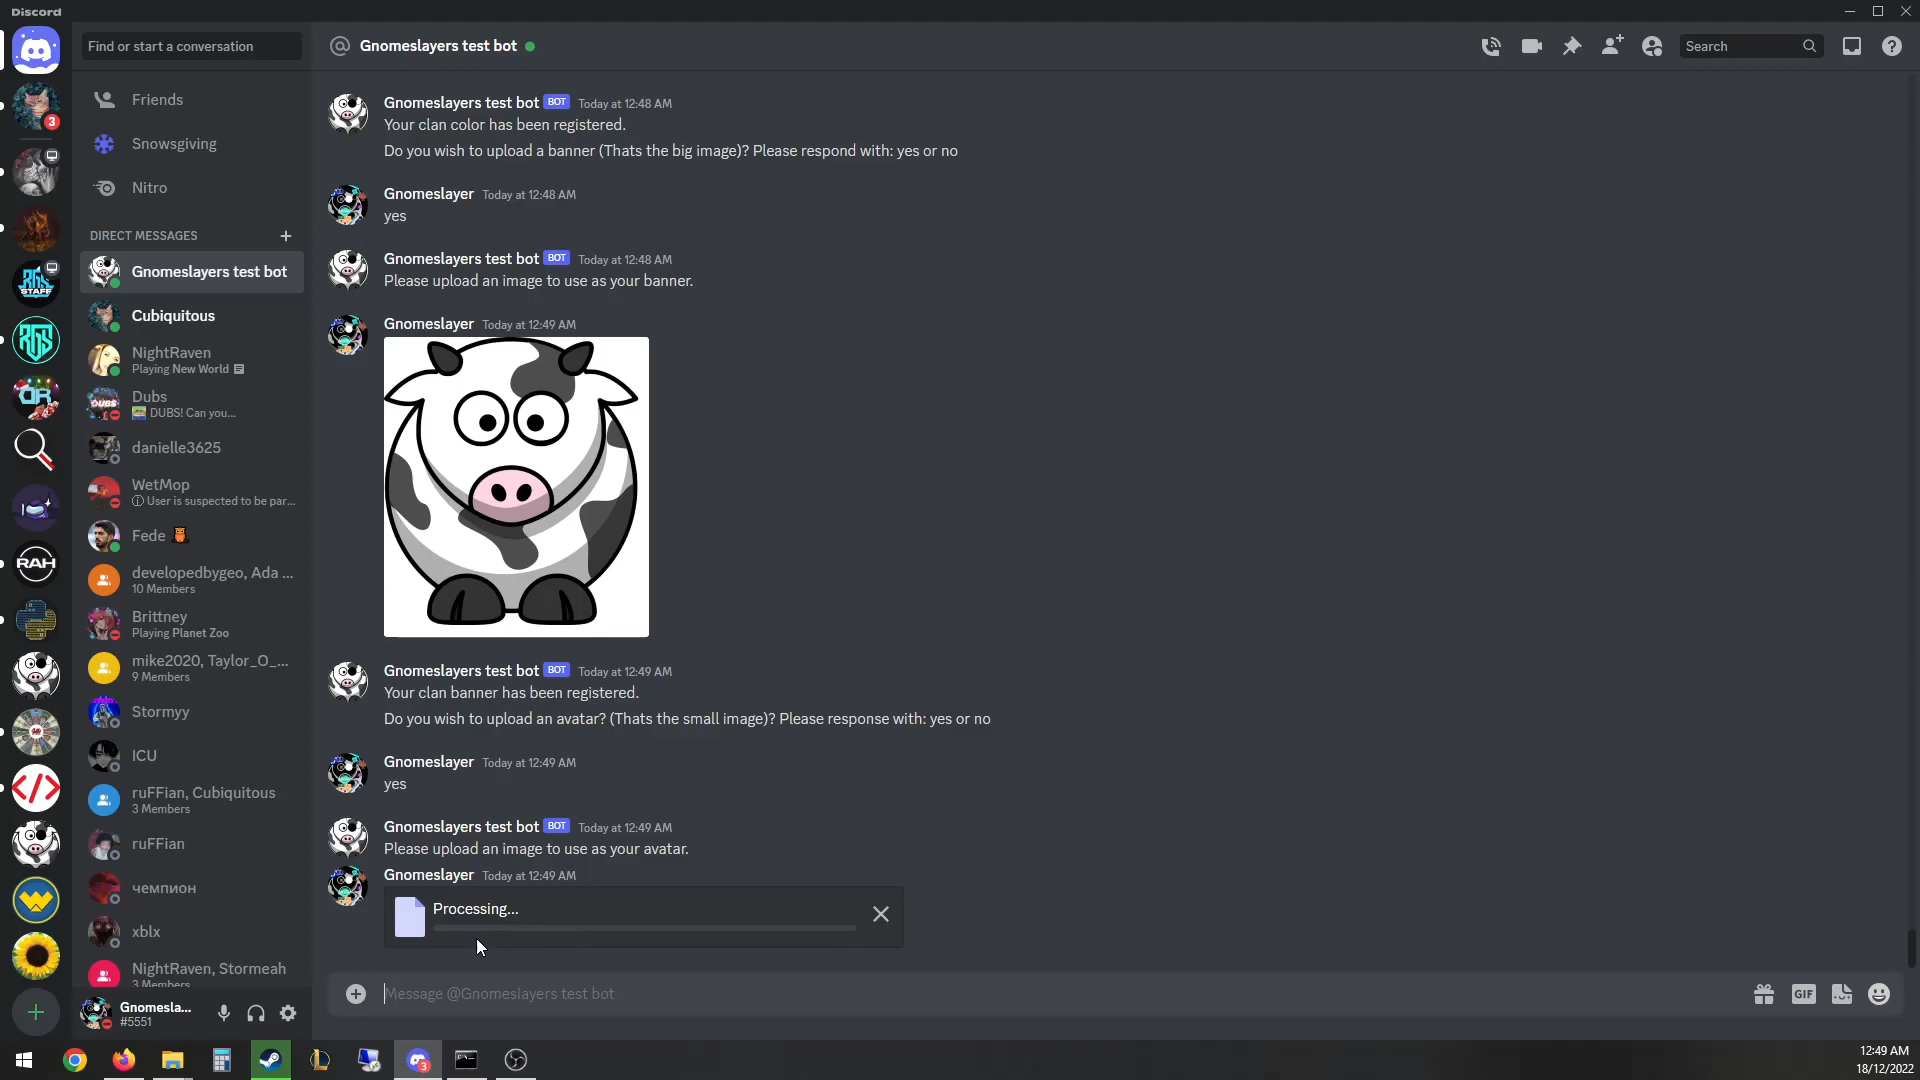 Discord
Find or start a conversation
Gnomeslayers test bot
Search
3
Friends
Snowsgiving
Nitro
DIRECT MESSAGES
Gnomeslayers test bot
Cubiquitous
NightRaven
Playing New World
Dubs
DUBS! Can you...
danielle3625
WetMop
User is suspected to be par...
Fede
developedbygeo, Ada ...
10 Members
Brittney
Playing Planet Zoo
mike2020, Taylor_O_...
9 Members
Stormyy
ICU
ruFFian, Cubiquitous
3 Members
ruFFian
чемпион
xblx
NightRaven, Stormeah
3 Members
Gnomesla...
#5551
RGS
STAFF
RGS
OR
RAH
Gnomeslayers test bot BOT Today at 12:48 AM
Your clan color has been registered.
Do you wish to upload a banner (Thats the big image)? Please respond with: yes or no
Gnomeslayer Today at 12:48 AM
yes
Gnomeslayers test bot BOT Today at 12:48 AM
Please upload an image to use as your banner.
Gnomeslayer Today at 12:49 AM
Gnomeslayers test bot BOT Today at 12:49 AM
Your clan banner has been registered.
Do you wish to upload an avatar? (Thats the small image)? Please response with: yes or no
Gnomeslayer Today at 12:49 AM
yes
Gnomeslayers test bot BOT Today at 12:49 AM
Please upload an image to use as your avatar.
Gnomeslayer Today at 12:49 AM
Processing...
Message @Gnomeslayers test bot
GIF
3
12:49 AM
18/12/2022